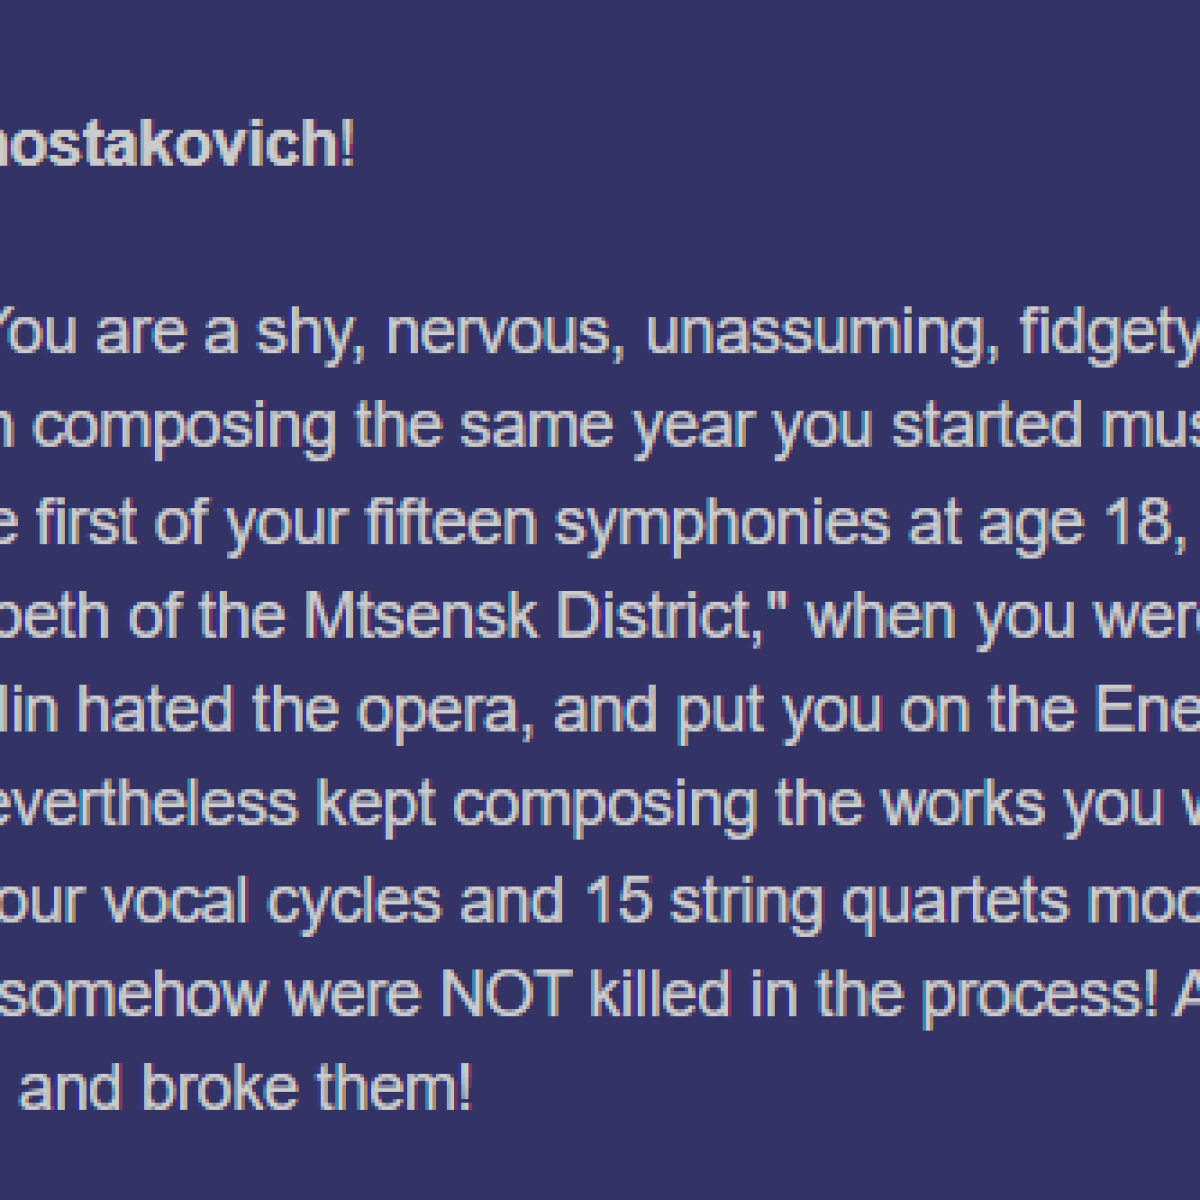 hostakovich!
You are a shy, nervous, unassuming, fidgety
composing the same year you started mus
first of your fifteen symphonies at age 18,
beth of the Mtsensk District," when you were
lin hated the opera, and put you on the Ene
evertheless kept composing the works you w
our vocal cycles and 15 string quartets moc
somehow were NOT killed in the process! A
and broke them!